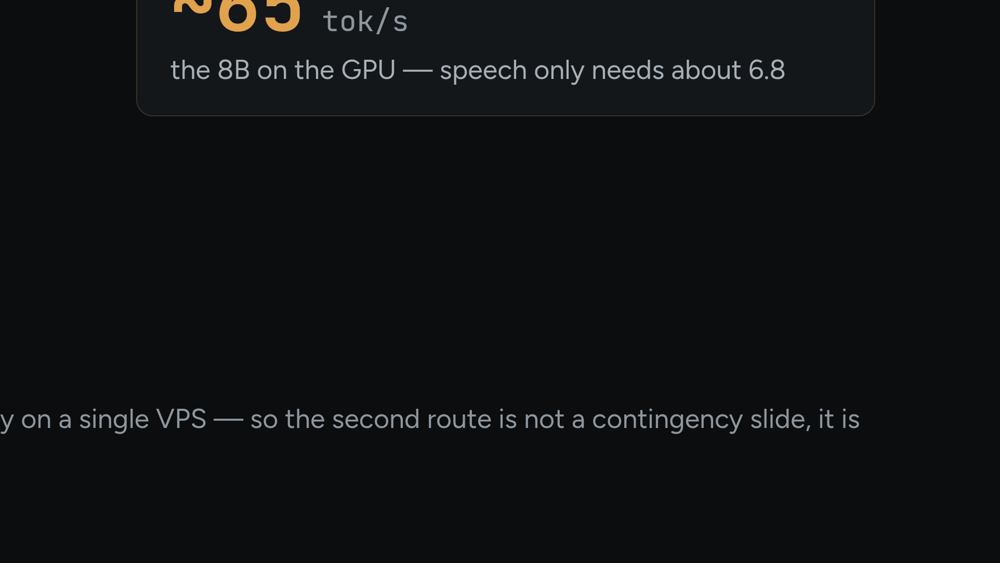 ~65 tok/s
the 8B on the GPU — speech only needs about 6.8
y on a single VPS — so the second route is not a contingency slide, it is